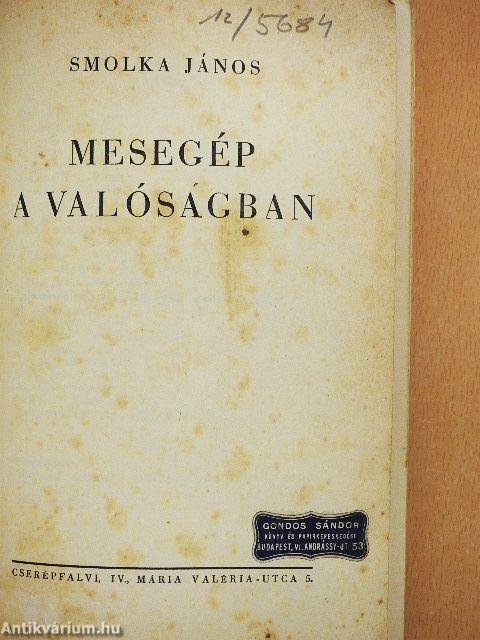 12/5684
SMOLKA JÁNOS
MESEGÉP
A VALÓSÁGBAN
GONDOS SÁNDOR
KÖNYV ÉS PAPIRKERESKEDÉSE
BUDAPEST, VI. ANDRÁSSY-ÚT 53
CSERÉPFALVI, IV., MÁRIA VALÉRIA-UTCA 5.
Antikvárium.hu